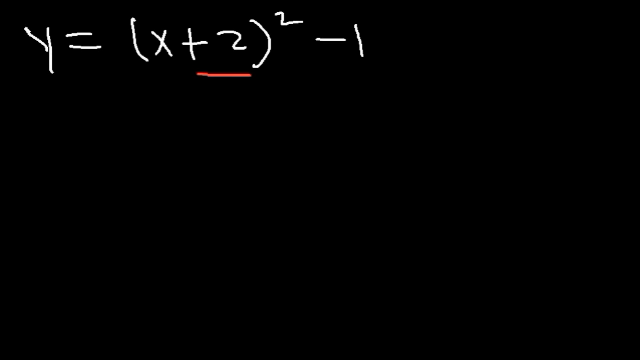 y = (x+2)² -1